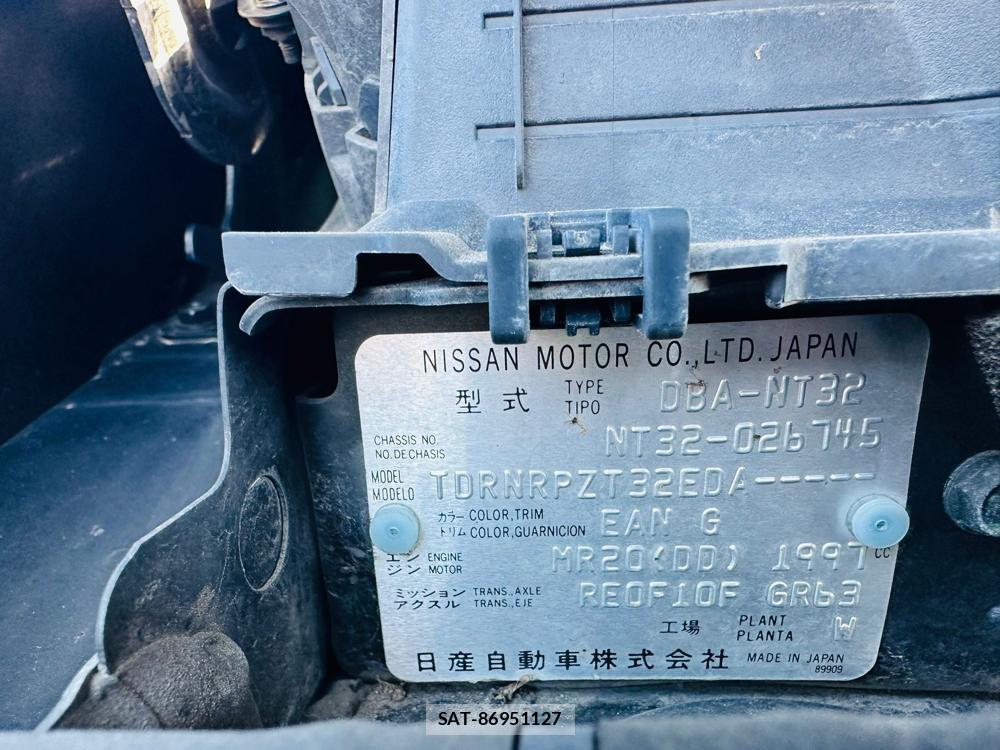 NISSAN MOTOR CO.,LTD. JAPAN
型式 TYPE TIPO DBA-NT32
CHASSIS NO. NO. DE CHASIS NT32-026745
MODEL MODELO TDRNRPZT32EDA-----
カラー COLOR,TRIM トリム COLOR,GUARNICION EAN G
エンジン ENGINE MOTOR MR20(DD) 1997 CC
ミッション TRANS.,AXLE アクスル TRANS.,EJE RE0F10F GR63
工場 PLANT PLANTA W
日産自動車株式会社 MADE IN JAPAN
89909
SAT-86951127